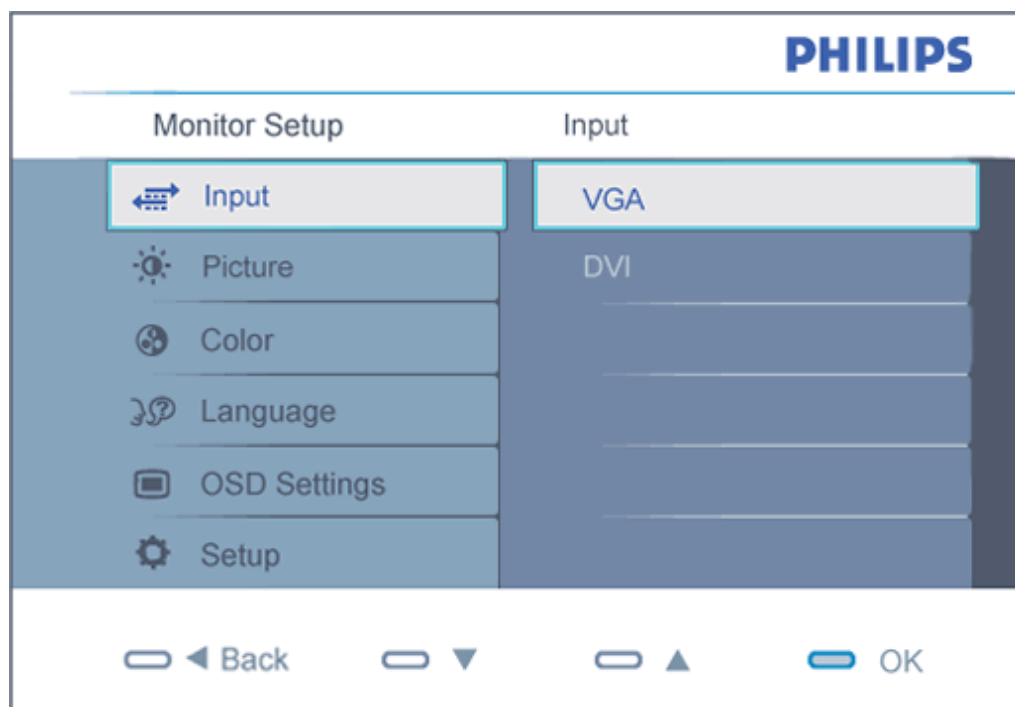 PHILIPS
Monitor Setup Input
Input VGA
Picture DVI
Color
Language
OSD Settings
Setup
Back OK